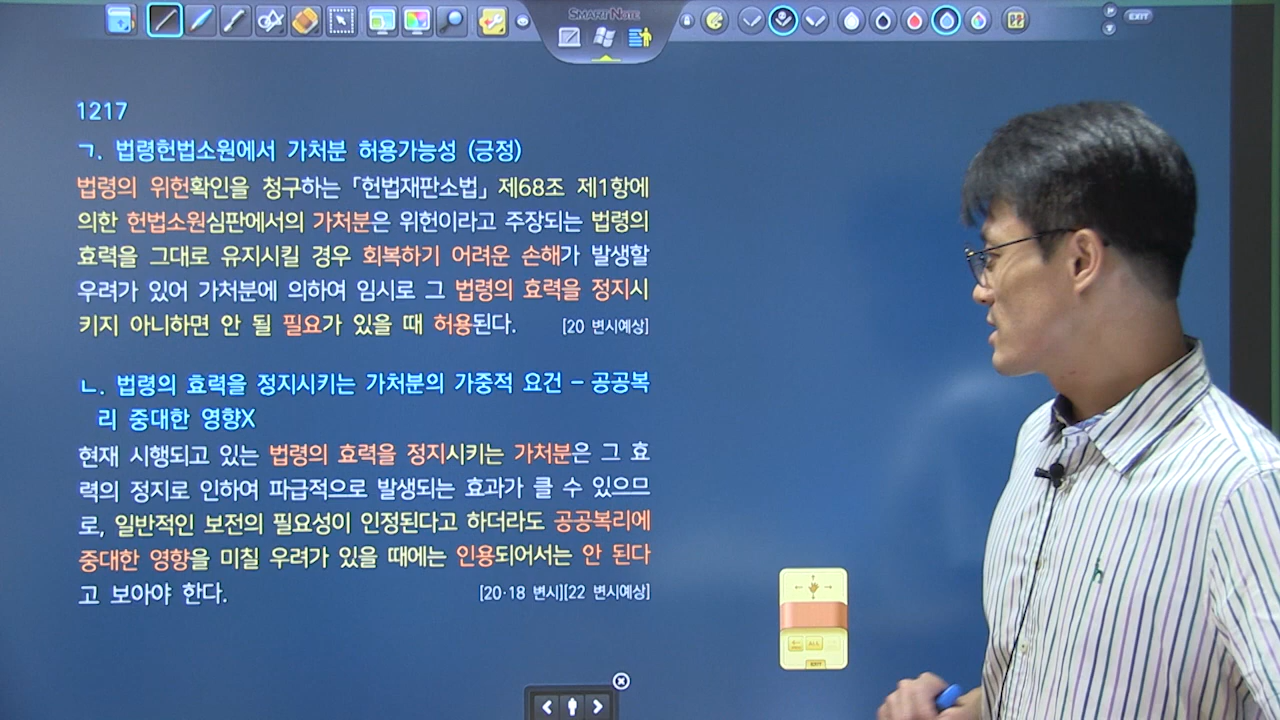 SMART NOTE
EXIT
1217
ㄱ. 법령헌법소원에서 가처분 허용가능성 (긍정)
법령의 위헌확인을 청구하는 「헌법재판소법」 제68조 제1항에
의한 헌법소원심판에서의 가처분은 위헌이라고 주장되는 법령의
효력을 그대로 유지시킬 경우 회복하기 어려운 손해가 발생할
우려가 있어 가처분에 의하여 임시로 그 법령의 효력을 정지시
키지 아니하면 안 될 필요가 있을 때 허용된다. [20 변시예상]
ㄴ. 법령의 효력을 정지시키는 가처분의 가중적 요건 - 공공복
리 중대한 영향X
현재 시행되고 있는 법령의 효력을 정지시키는 가처분은 그 효
력의 정지로 인하여 파급적으로 발생되는 효과가 클 수 있으므
로, 일반적인 보전의 필요성이 인정된다고 하더라도 공공복리에
중대한 영향을 미칠 우려가 있을 때에는 인용되어서는 안 된다
고 보아야 한다. [20·18 변시][22 변시예상]
ALL
EXIT